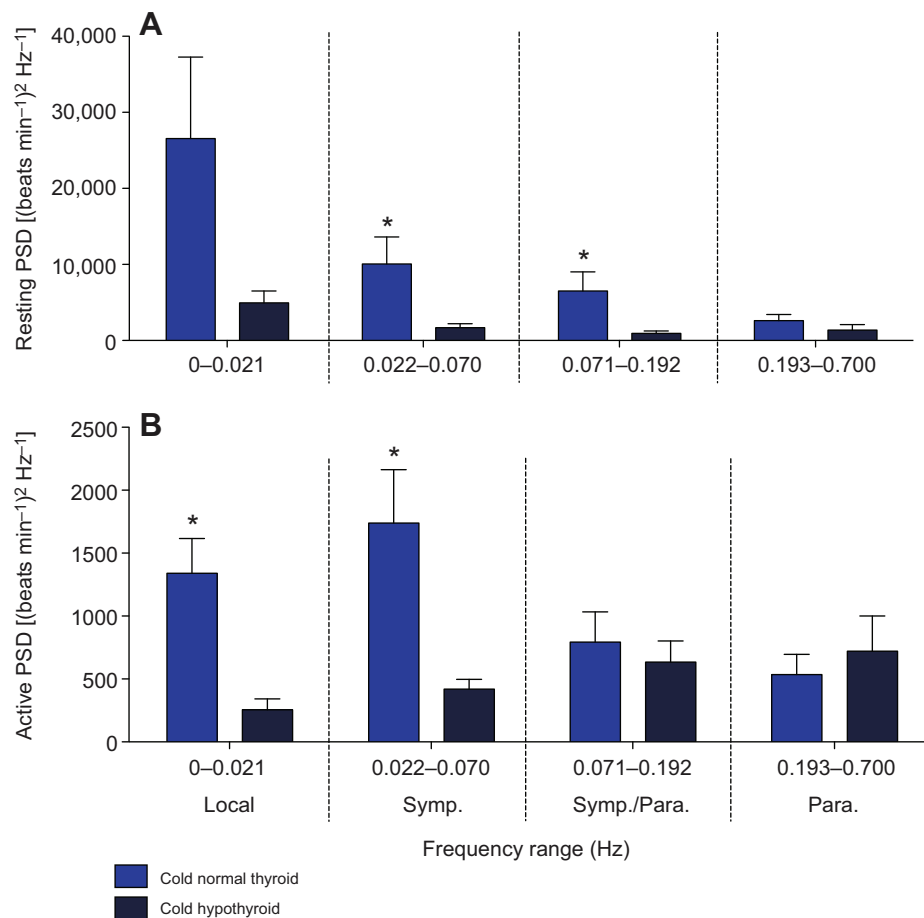 A
Resting PSD [(beats min⁻¹)² Hz⁻¹]
40,000
30,000
20,000
10,000
0
*
*
0–0.021
0.022–0.070
0.071–0.192
0.193–0.700
B
Active PSD [(beats min⁻¹)² Hz⁻¹]
2500
2000
1500
1000
500
0
*
*
0–0.021
0.022–0.070
0.071–0.192
0.193–0.700
Local
Symp.
Symp./Para.
Para.
Frequency range (Hz)
Cold normal thyroid
Cold hypothyroid